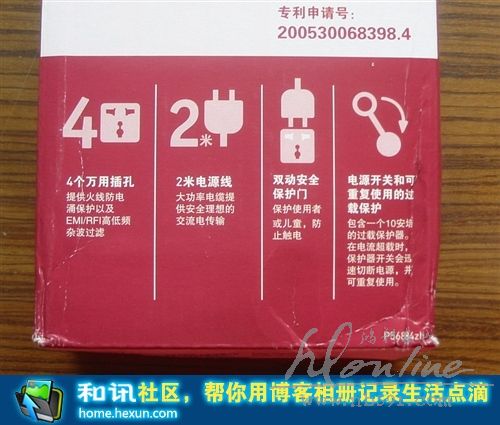 专利申请号：
200530068398.4
4
4个万用插孔
提供火线防电
涌保护以及
EMI/RFI高低频
杂波过滤
2米
2米电源线
大功率电缆提
供安全理想的
交流电传输
双动安全
保护门
保护使用者
或儿童，防
止触电
电源开关和可
重复使用的过
载保护
包含一个10安培
的过载保护器。
在电流超载时，
保护器开关会迅
速切断电源，并
可重复使用。
hlonline
和讯社区，帮你用博客相册记录生活点滴
home.hexun.com